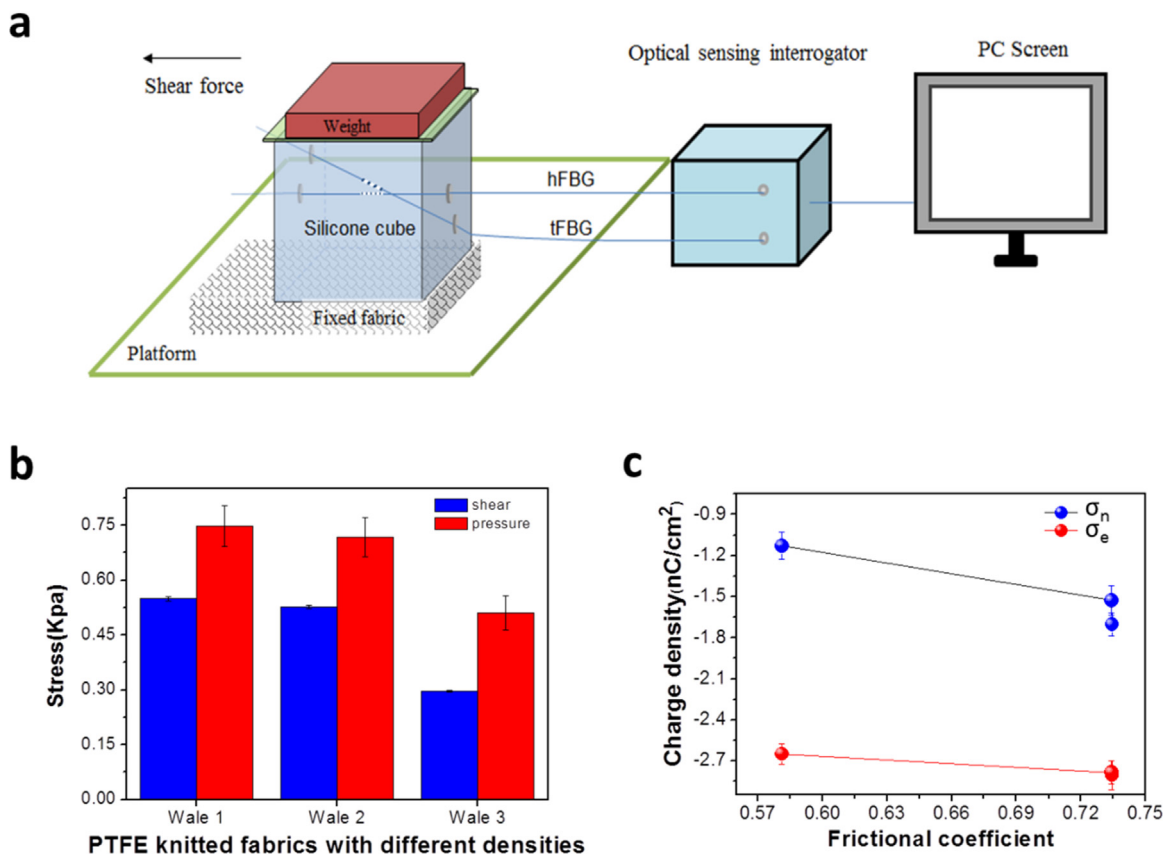 a
Shear force
Weight
Silicone cube
Fixed fabric
Platform
hFBG
tFBG
Optical sensing interrogator
PC Screen
b
Stress(Kpa)
0.75
0.60
0.45
0.30
0.15
0.00
shear
pressure
Wale 1 Wale 2 Wale 3
PTFE knitted fabrics with different densities
c
Charge density(nC/cm²)
-0.9
-1.2
-1.5
-1.8
-2.1
-2.4
-2.7
σn
σe
0.57 0.60 0.63 0.66 0.69 0.72 0.75
Frictional coefficient